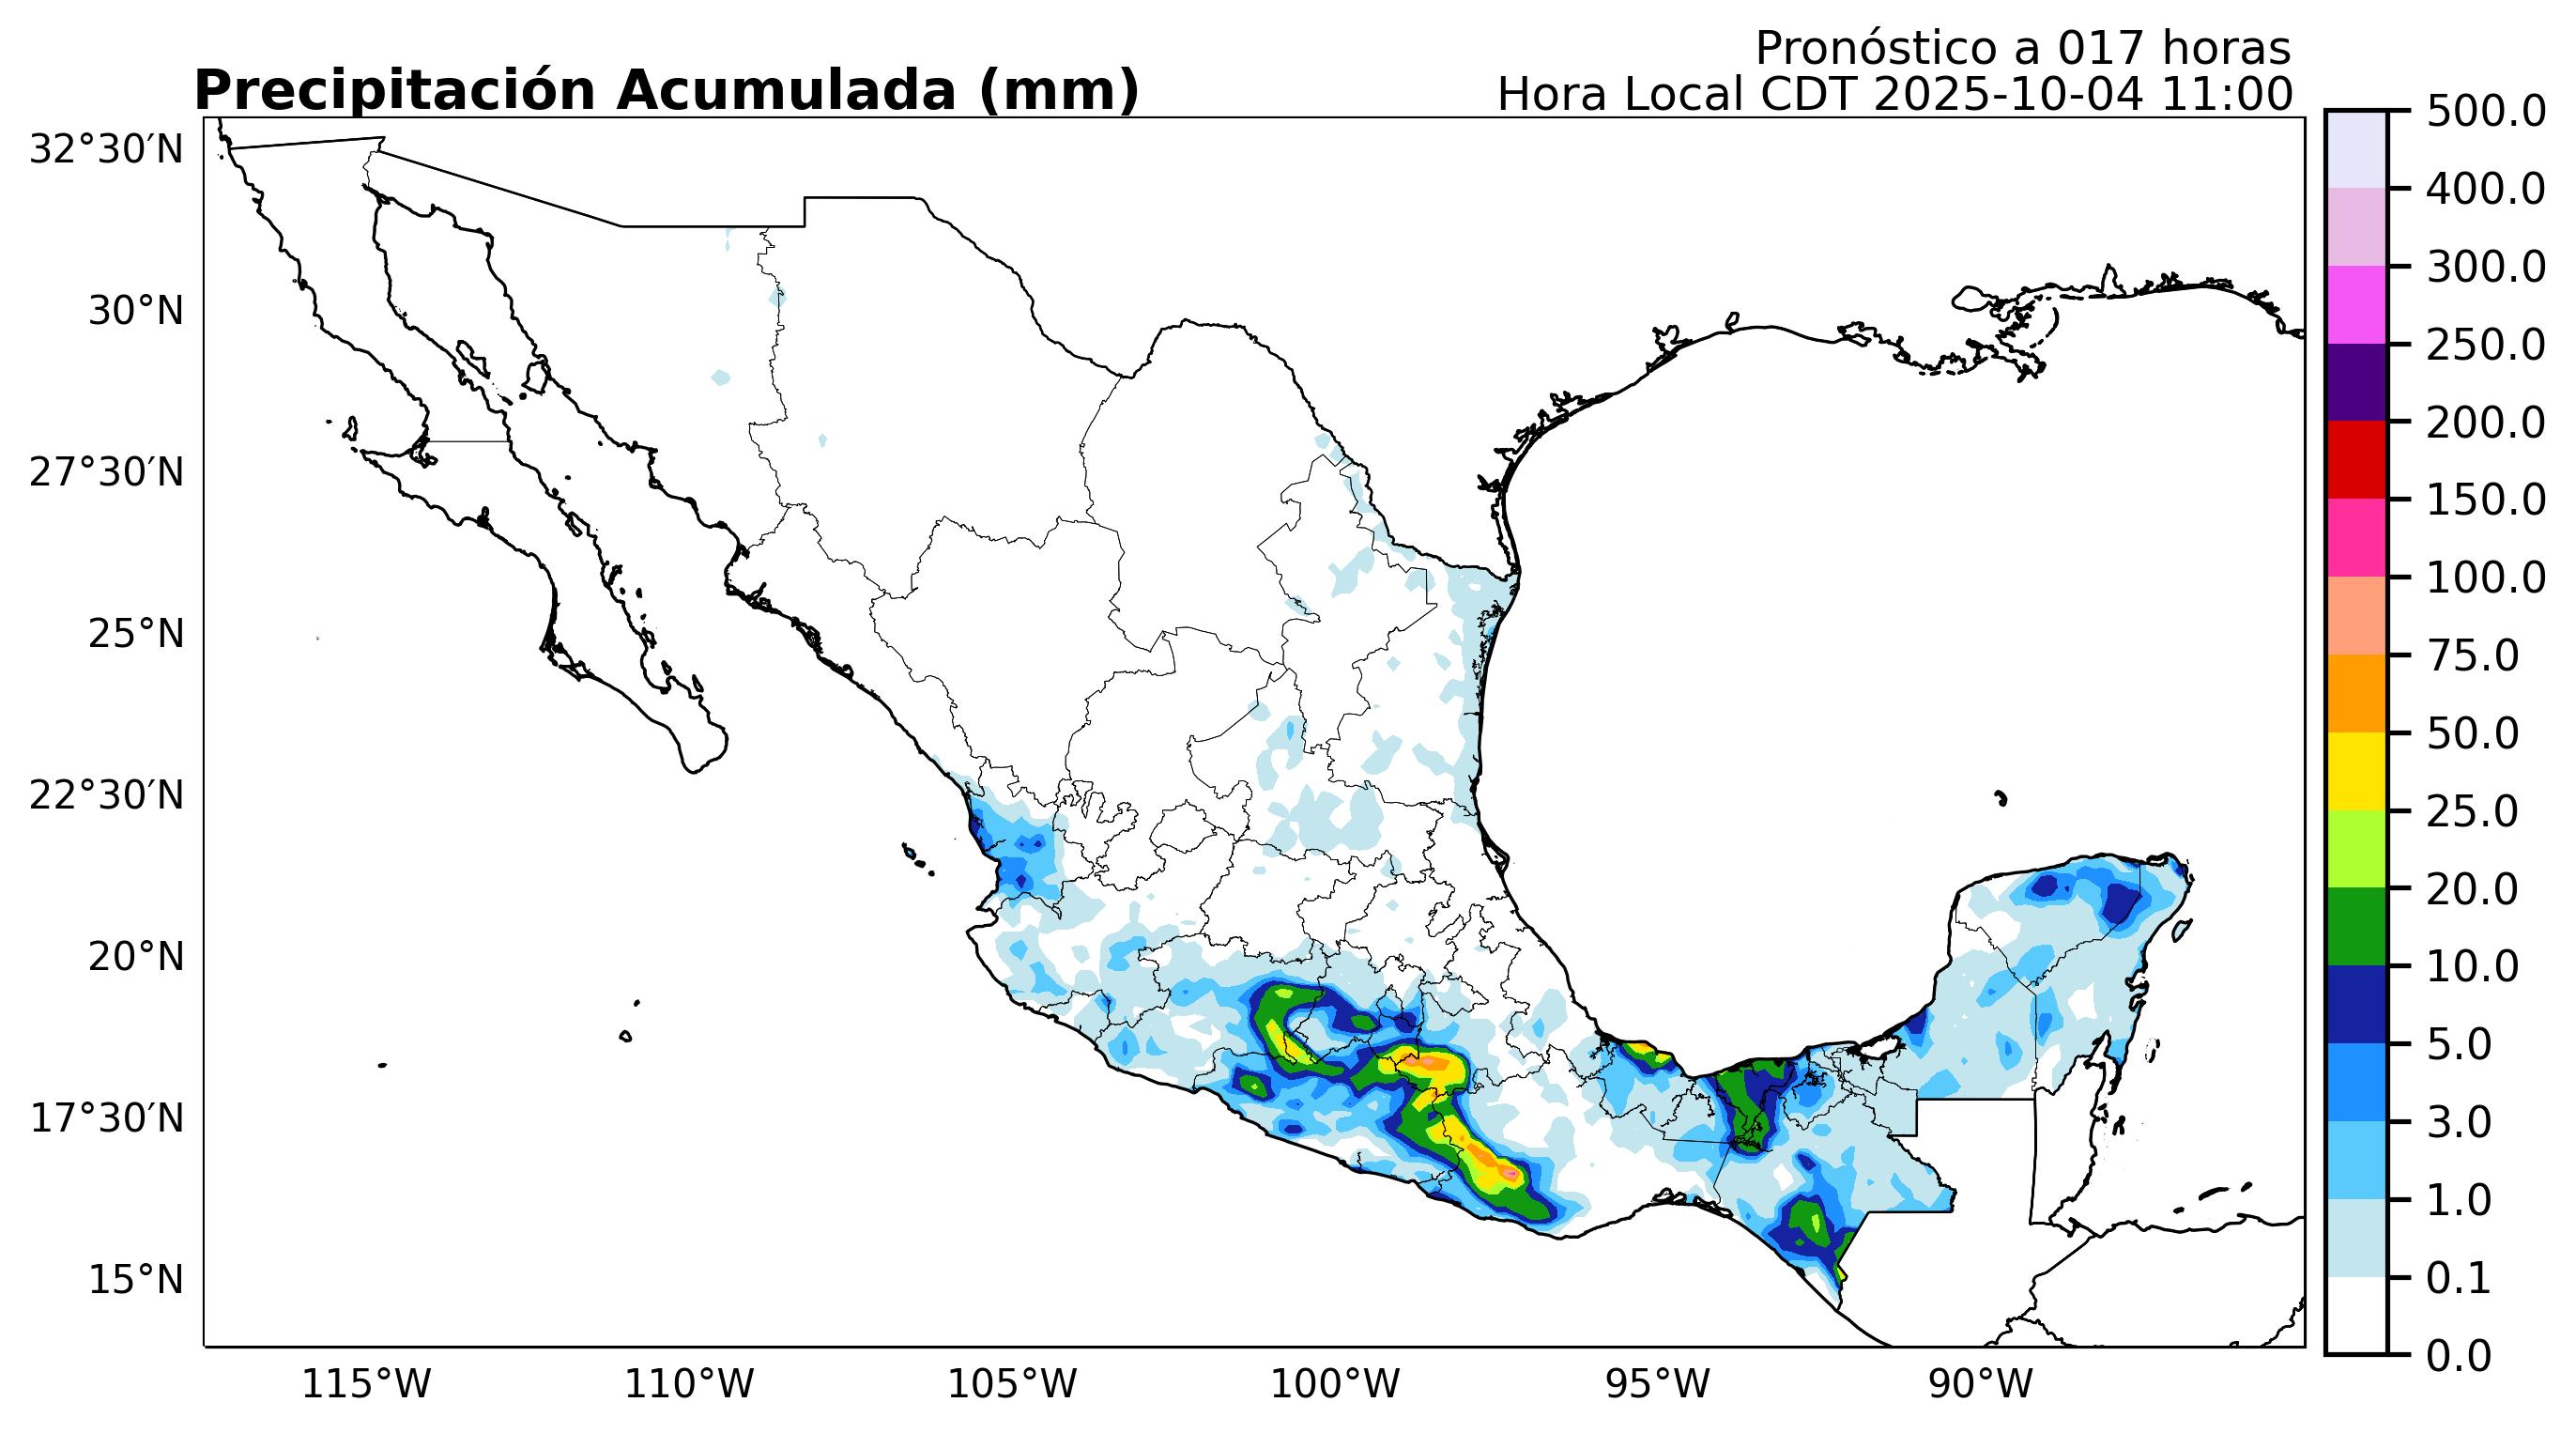 Pronóstico a 017 horas
Precipitación Acumulada (mm)
Hora Local CDT 2025-10-04 11:00
32°30′N
30°N
27°30′N
25°N
22°30′N
20°N
17°30′N
15°N
115°W
110°W
105°W
100°W
95°W
90°W
500.0
400.0
300.0
250.0
200.0
150.0
100.0
75.0
50.0
25.0
20.0
10.0
5.0
3.0
1.0
0.1
0.0